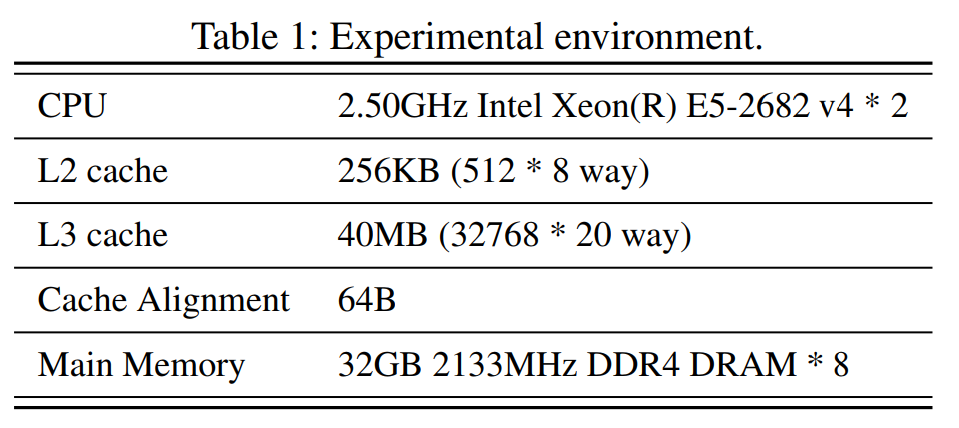 Table 1: Experimental environment.
CPU 2.50GHz Intel Xeon(R) E5-2682 v4 * 2
L2 cache 256KB (512 * 8 way)
L3 cache 40MB (32768 * 20 way)
Cache Alignment 64B
Main Memory 32GB 2133MHz DDR4 DRAM * 8